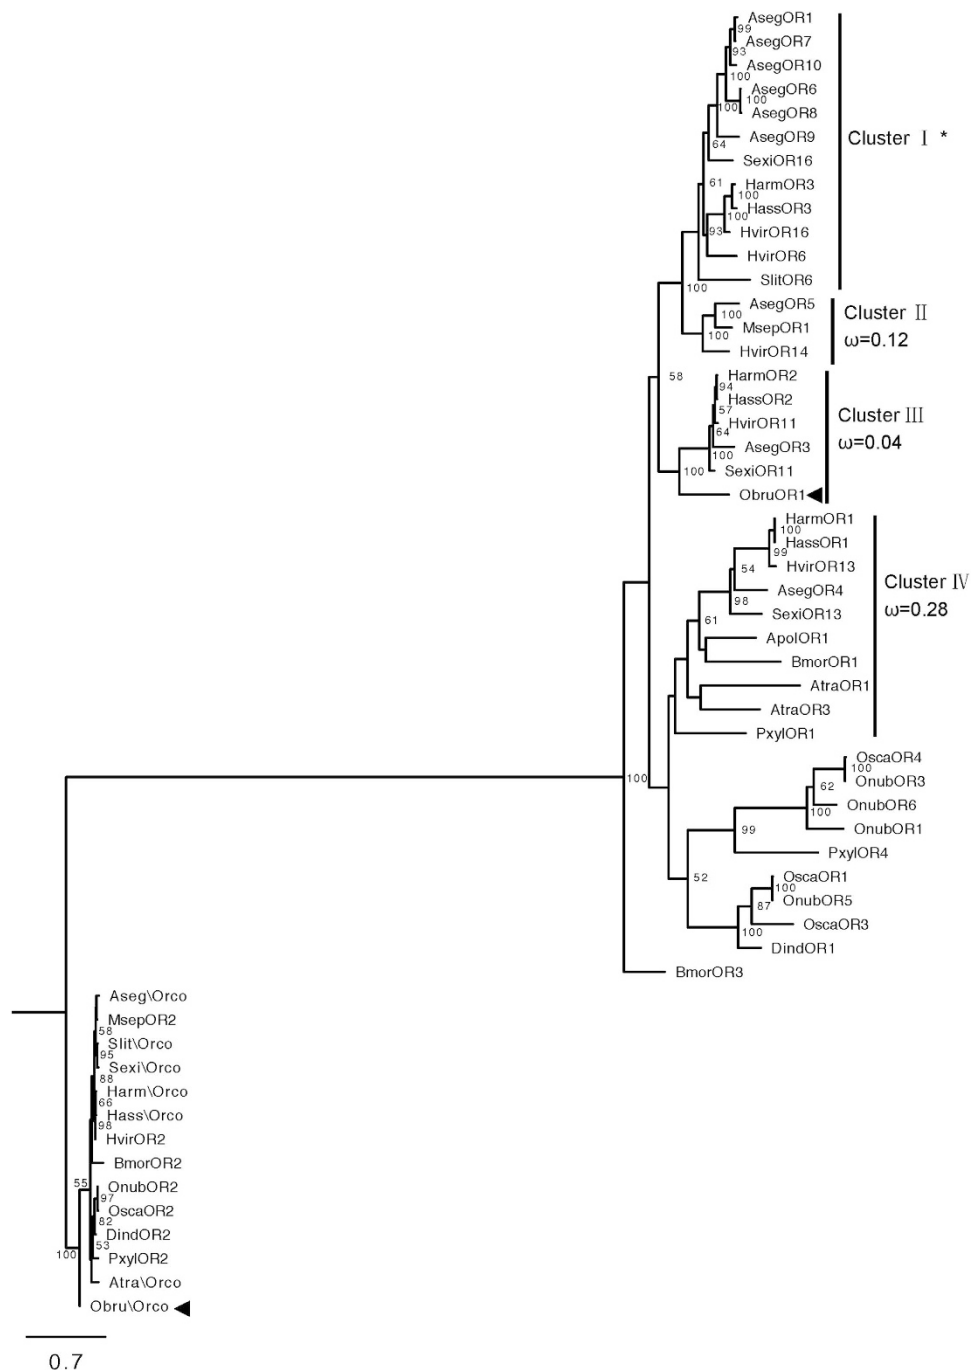 AsegOR1
99
AsegOR7
93
AsegOR10
100
AsegOR6
100
100
AsegOR8
AsegOR9
64
Cluster Ⅰ *
SexiOR16
61
HarmOR3
100
HassOR3
100
HvirOR16
93
HvirOR6
SlitOR6
100
AsegOR5
100
MsepOR1
100
HvirOR14
Cluster Ⅱ
ω=0.12
58
HarmOR2
94
HassOR2
57
HvirOR11
64
AsegOR3
100
SexiOR11
100
ObruOR1
Cluster Ⅲ
ω=0.04
HarmOR1
100
HassOR1
99
HvirOR13
54
AsegOR4
98
SexiOR13
61
ApolOR1
BmorOR1
AtraOR1
AtraOR3
PxylOR1
Cluster Ⅳ
ω=0.28
OscaOR4
100
OnubOR3
62
OnubOR6
100
OnubOR1
99
PxylOR4
100
52
OscaOR1
100
OnubOR5
87
OscaOR3
100
DindOR1
BmorOR3
Aseg\Orco
MsepOR2
58
Slit\Orco
95
Sexi\Orco
88
Harm\Orco
66
Hass\Orco
98
HvirOR2
BmorOR2
55
OnubOR2
97
OscaOR2
82
DindOR2
53
PxylOR2
100
Atra\Orco
Obru\Orco
0.7